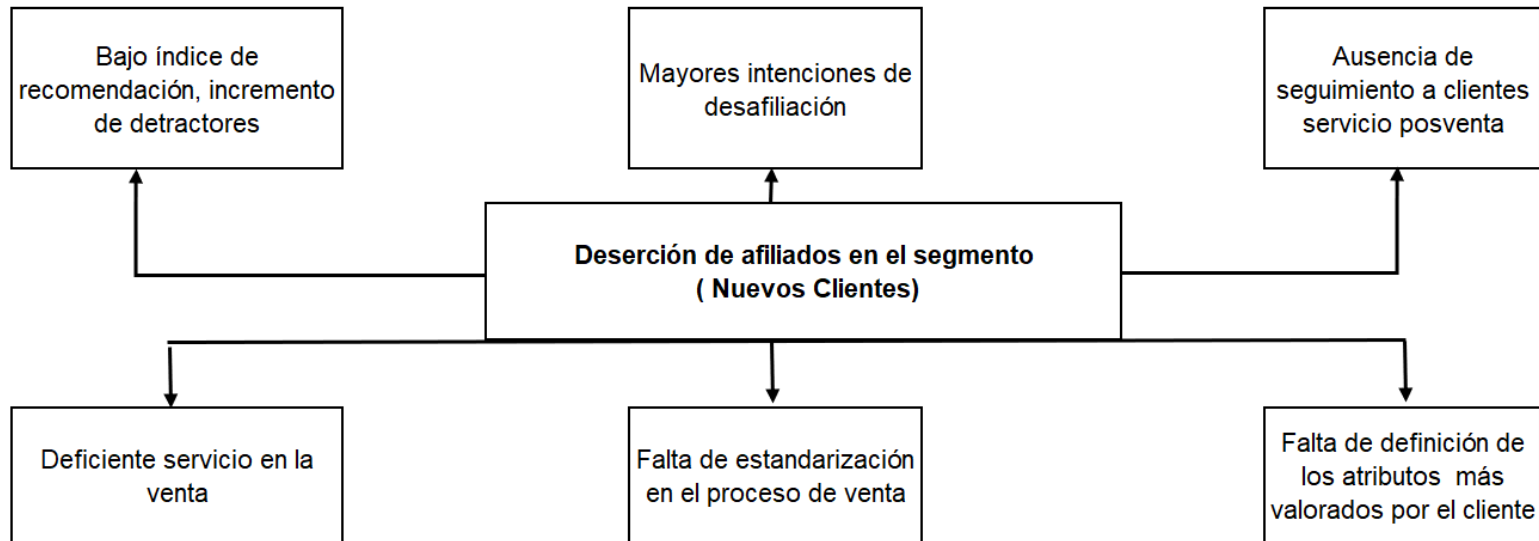 Bajo índice de
recomendación, incremento
de detractores
Mayores intenciones de
desafiliación
Ausencia de
seguimiento a clientes
servicio posventa
Deserción de afiliados en el segmento
( Nuevos Clientes)
Deficiente servicio en la
venta
Falta de estandarización
en el proceso de venta
Falta de definición de
los atributos más
valorados por el cliente